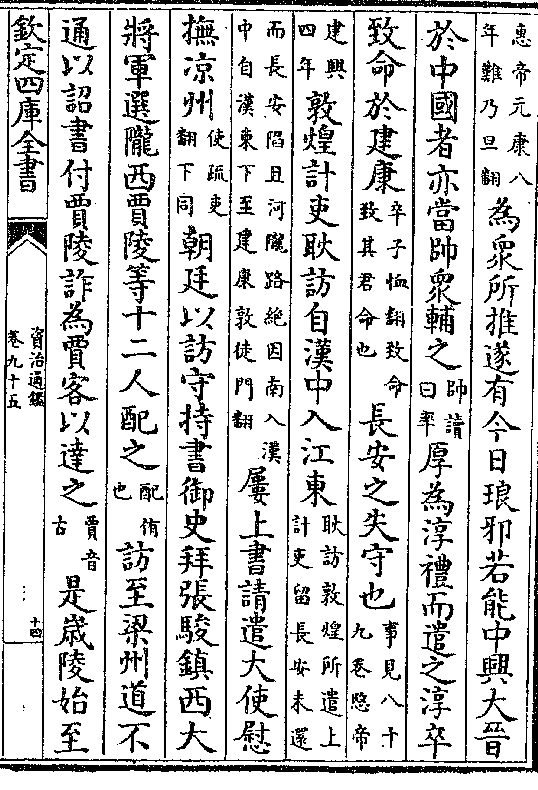 惠帝元康八年難乃旦翻為衆所推遂有今日琅邪若能中興大晉
於中國者亦當帥衆輔之帥讀曰率厚為淳禮而遣之淳卒
致命於建康卒子恤翻致命致其君命也長安之失守也事見八十九卷愍帝
建興四年敦煌計吏耿訪自漢中入江東耿訪敦煌所遣上計吏留長安未還
而長安陷且河隴路絶因南入漢中自漢東下至建康敦徒門翻屢上書請遣大使慰
撫凉州使疏吏翻下同朝廷以訪守持書御史拜張駿鎮西大
將軍選隴西賈陵等十二人配之配侑也訪至梁州道不
通以詔書付賈陵詐為賈客以達之賈音古是歳陵始至
欽定四庫全書
資治通鑑
卷九十五
十四